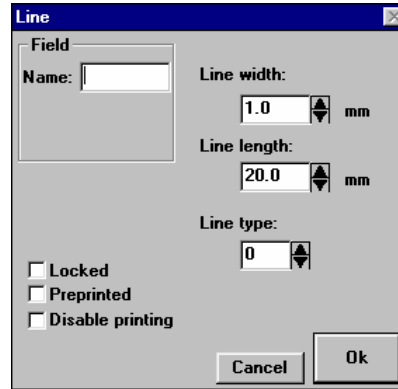 Line
Field
Name:
Line width:
1.0 mm
Line length:
20.0 mm
Line type:
0
Locked
Preprinted
Disable printing
Cancel
Ok